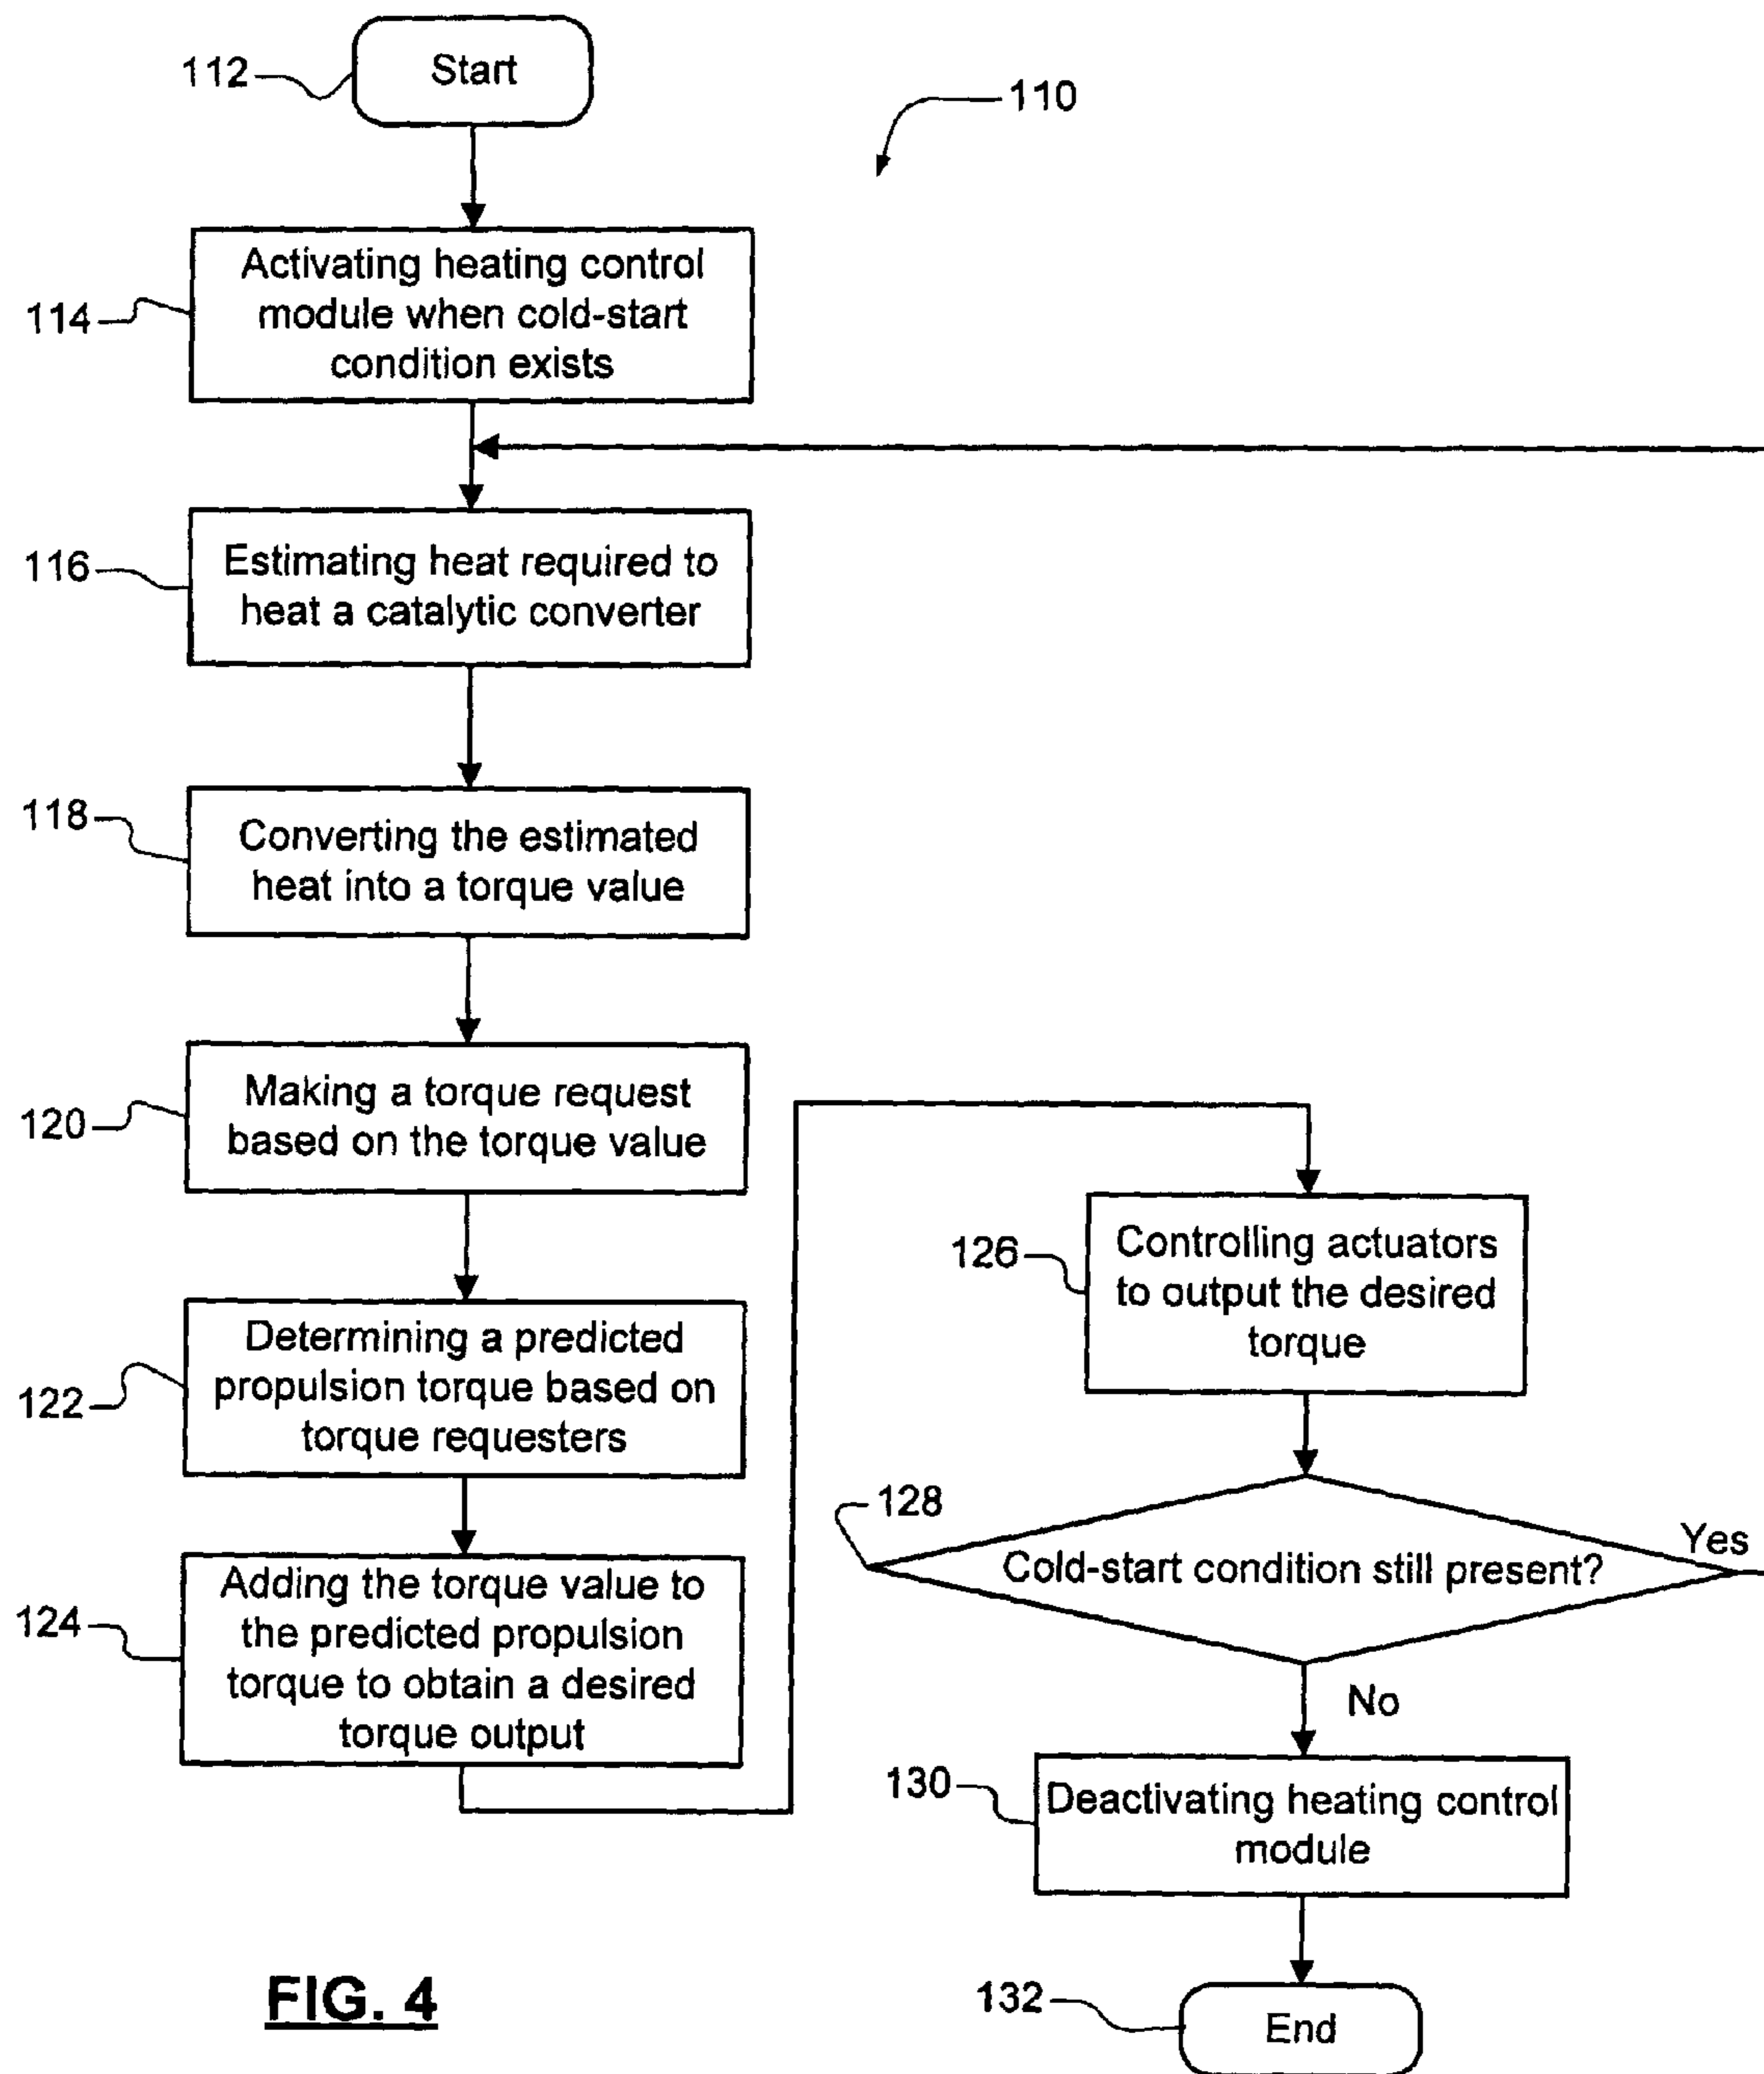 112
Start
110
114
Activating heating control
module when cold-start
condition exists
116
Estimating heat required to
heat a catalytic converter
118
Converting the estimated
heat into a torque value
120
Making a torque request
based on the torque value
122
Determining a predicted
propulsion torque based on
torque requesters
124
Adding the torque value to
the predicted propulsion
torque to obtain a desired
torque output
126
Controlling actuators
to output the desired
torque
128
Cold-start condition still present?
Yes
No
130
Deactivating heating control
module
132
End
FIG. 4